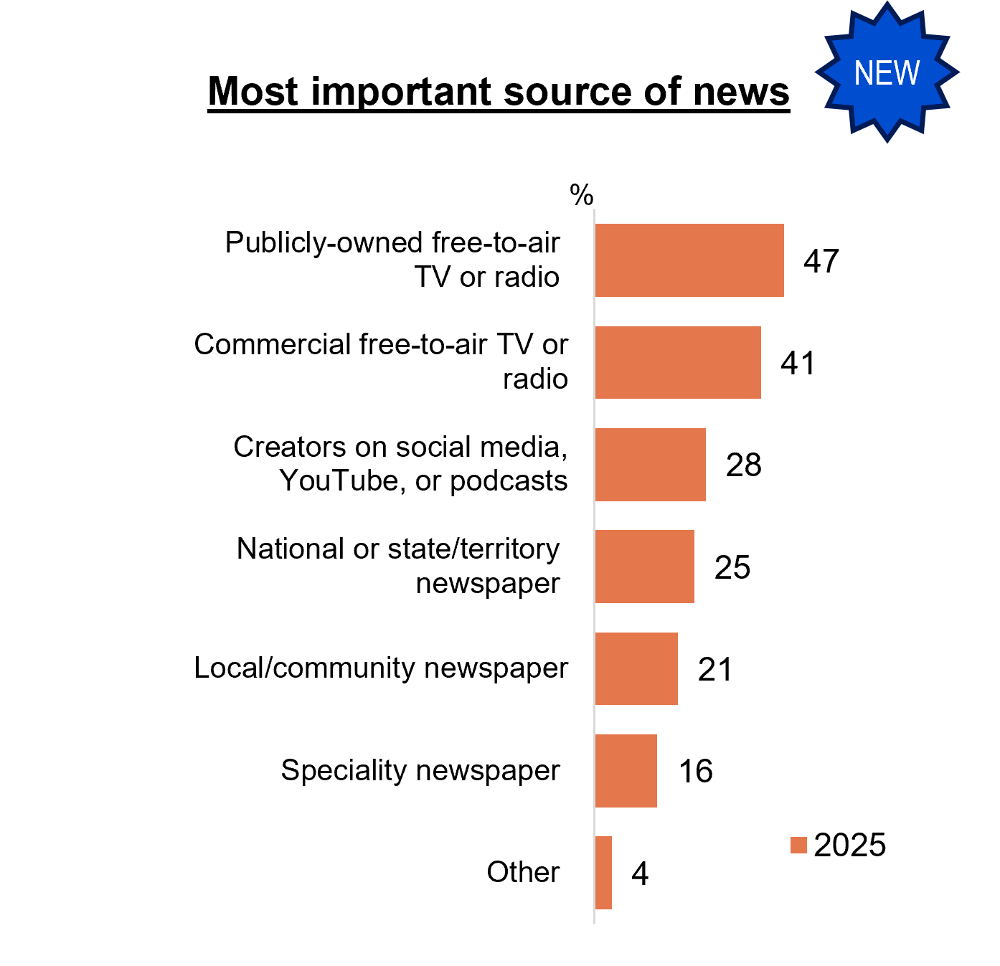 NEW
Most important source of news
%
Publicly-owned free-to-air
TV or radio
47
Commercial free-to-air TV or
radio
41
Creators on social media,
YouTube, or podcasts
28
National or state/territory
newspaper
25
Local/community newspaper
21
Speciality newspaper
16
2025
Other
4